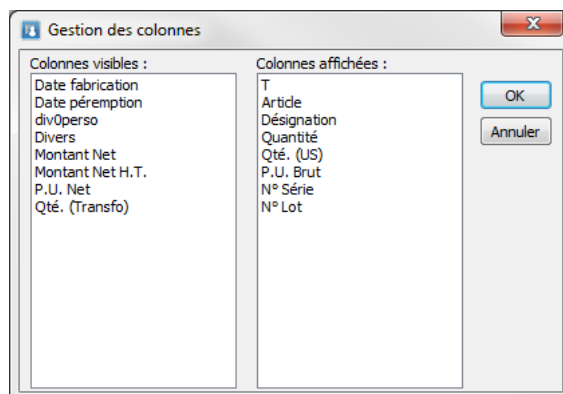 Gestion des colonnes
Colonnes visibles :
Date fabrication
Date péremption
div0perso
Divers
Montant Net
Montant Net H.T.
P.U. Net
Qté. (Transfo)
Colonnes affichées :
T
Article
Désignation
Quantité
Qté. (US)
P.U. Brut
N° Série
N° Lot
OK
Annuler